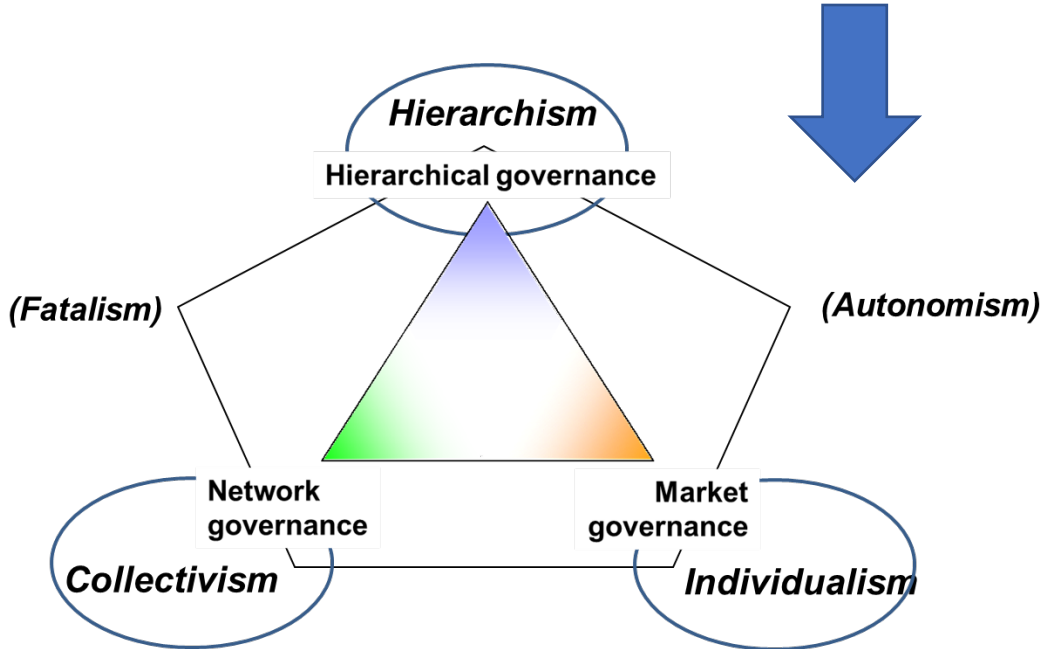 Hierarchism
Hierarchical governance
(Fatalism)
(Autonomism)
Network
governance
Market
governance
Collectivism
Individualism